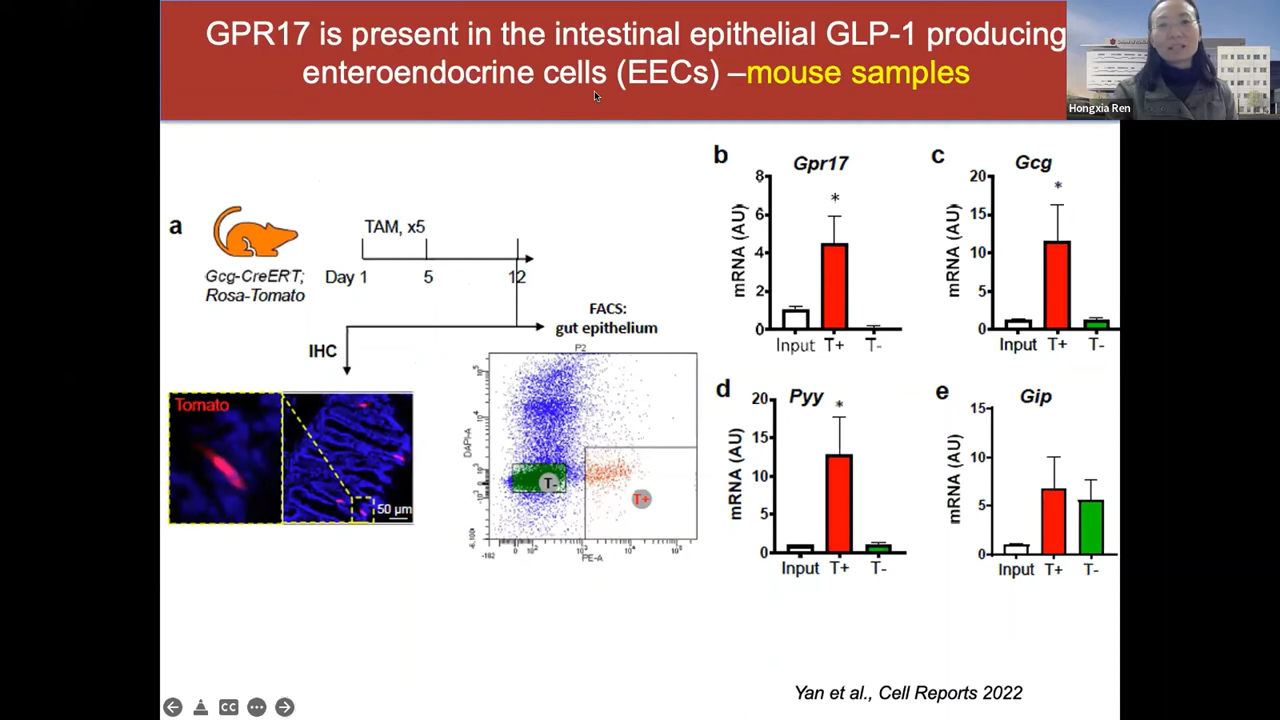 GPR17 is present in the intestinal epithelial GLP-1 producing
enteroendocrine cells (EECs) –mouse samples
Hongxia Ren
a
Gcg-CreERT;
Rosa-Tomato
TAM, x5
Day 1 5 12
IHC
FACS:
gut epithelium
Tomato
50 µm
P2
DAPI-A
T-
T+
PE-A
b
Gpr17
mRNA (AU)
8
6
4
2
0
*
Input T+ T-
c
Gcg
mRNA (AU)
20
15
10
5
0
*
Input T+ T-
d
Pyy
mRNA (AU)
20
15
10
5
0
*
Input T+ T-
e
Gip
mRNA (AU)
15
10
5
0
Input T+ T-
Yan et al., Cell Reports 2022
CC